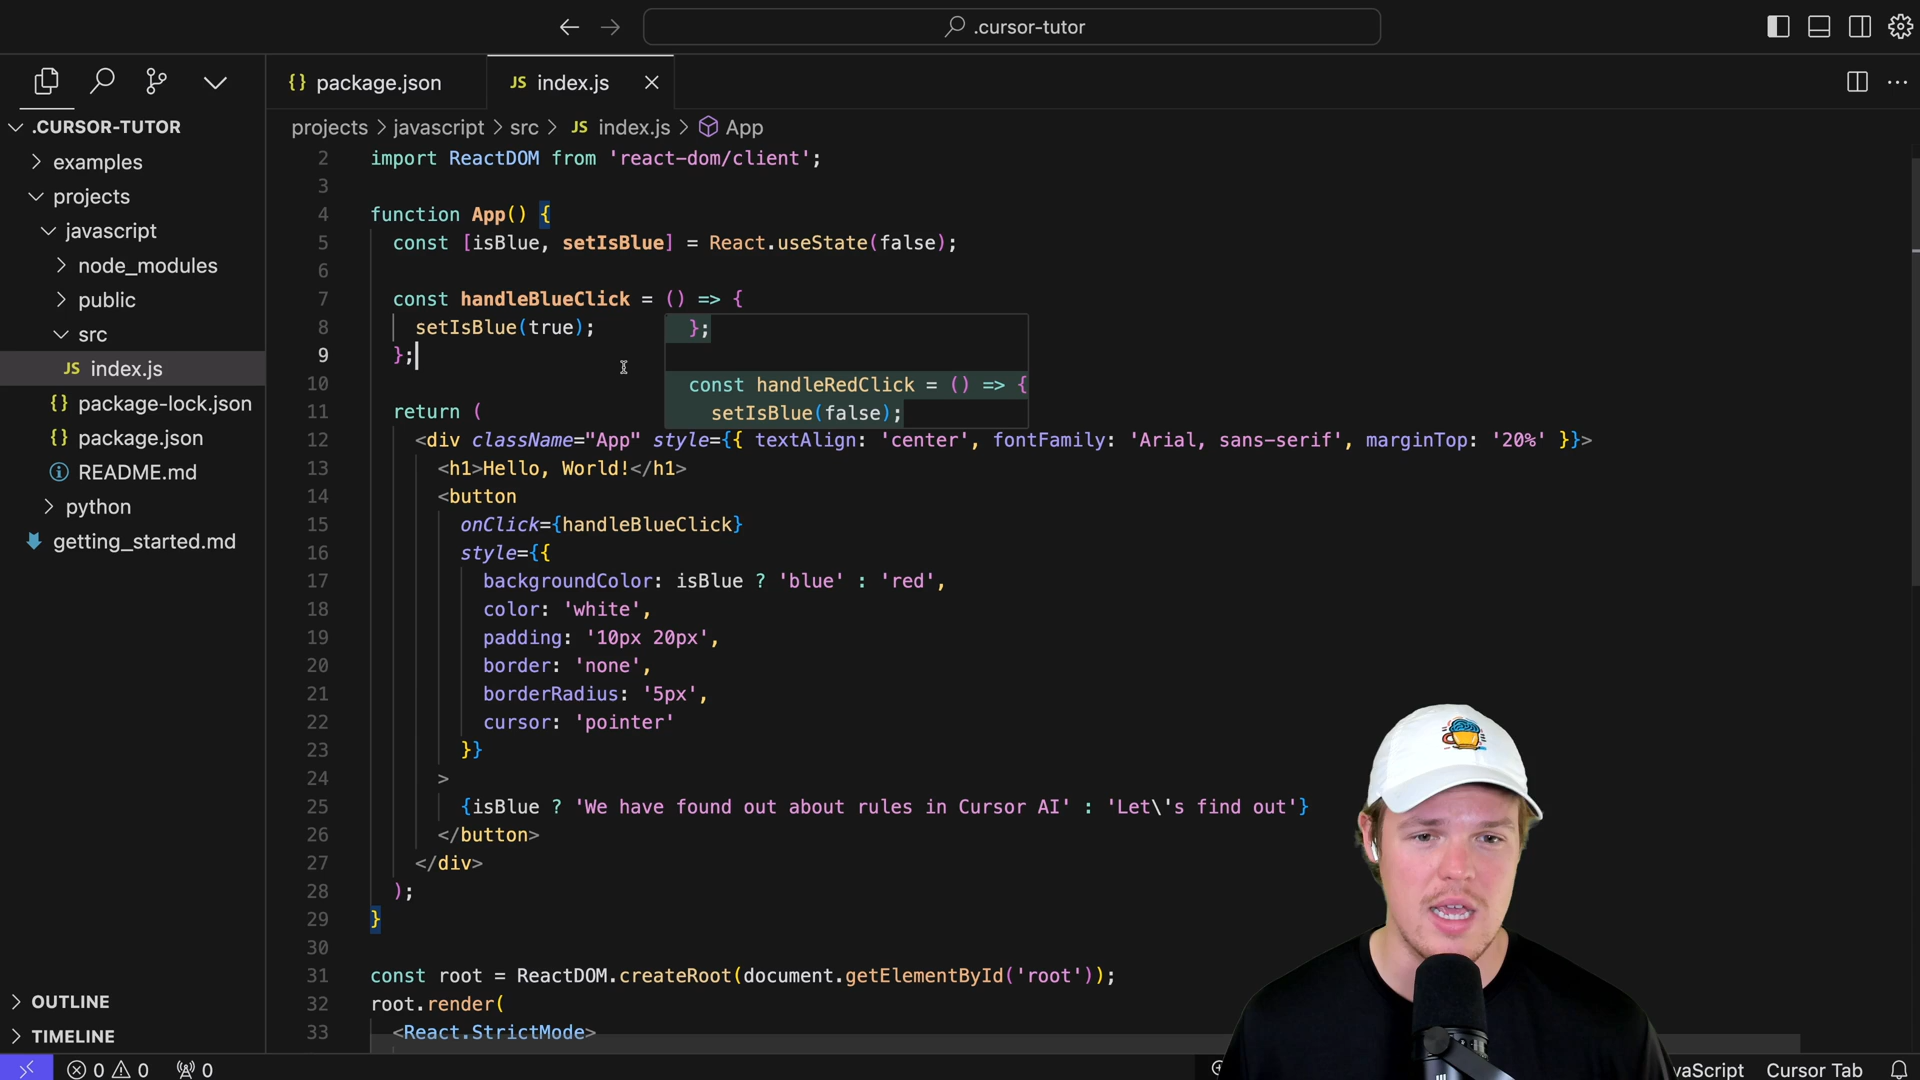 .cursor-tutor
package.json
JS index.js
.CURSOR-TUTOR
examples
projects
javascript
node_modules
public
src
JS index.js
package-lock.json
package.json
README.md
python
getting_started.md
OUTLINE
TIMELINE
projects > javascript > src > JS index.js > App
2 import ReactDOM from 'react-dom/client';
3
4 function App() {
5 const [isBlue, setIsBlue] = React.useState(false);
6
7 const handleBlueClick = () => {
8 setIsBlue(true);
9 };
10
11 return (
};
const handleRedClick = () => {
setIsBlue(false);
12 <div className="App" style={{ textAlign: 'center', fontFamily: 'Arial, sans-serif', marginTop: '20%' }}>
13 <h1>Hello, World!</h1>
14 <button
15 onClick={handleBlueClick}
16 style={{
17 backgroundColor: isBlue ? 'blue' : 'red',
18 color: 'white',
19 padding: '10px 20px',
20 border: 'none',
21 borderRadius: '5px',
22 cursor: 'pointer'
23 }}
24 >
25 {isBlue ? 'We have found out about rules in Cursor AI' : 'Let\'s find out'}
26 </button>
27 </div>
28 );
29 }
30
31 const root = ReactDOM.createRoot(document.getElementById('root'));
32 root.render(
33 <React.StrictMode>
0 0 0
vaScript Cursor Tab